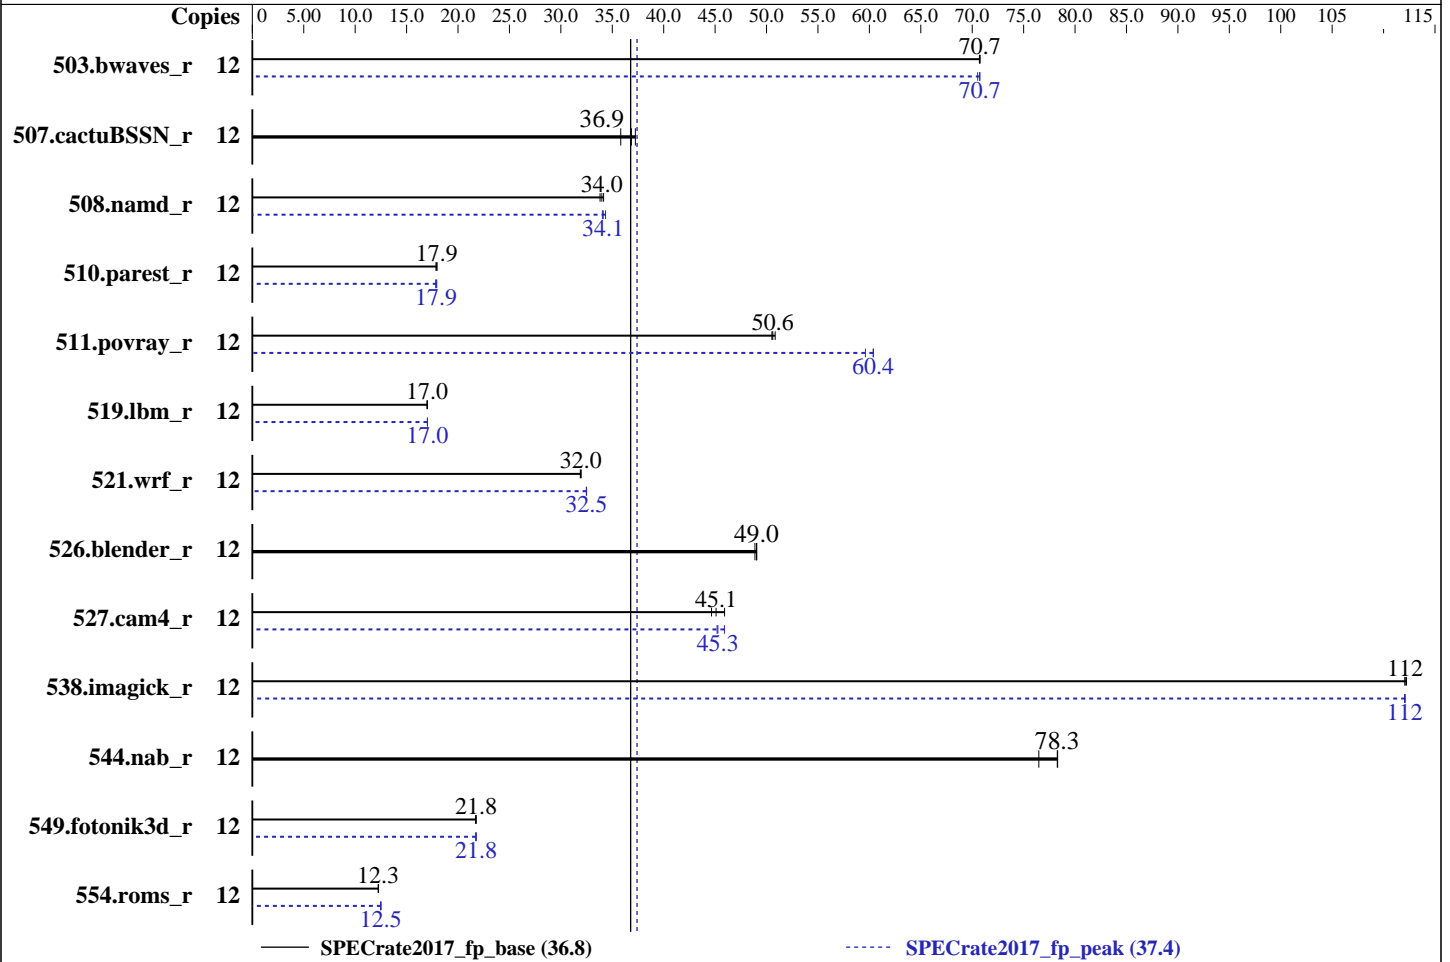 Copies 0 5.00 10.0 15.0 20.0 25.0 30.0 35.0 40.0 45.0 50.0 55.0 60.0 65.0 70.0 75.0 80.0 85.0 90.0 95.0 100 105 115
70.7
503.bwaves_r 12
70.7
36.9
507.cactuBSSN_r 12
34.0
508.namd_r 12
34.1
17.9
510.parest_r 12
17.9
50.6
511.povray_r 12
60.4
17.0
519.lbm_r 12
17.0
32.0
521.wrf_r 12
32.5
49.0
526.blender_r 12
45.1
527.cam4_r 12
45.3
112
538.imagick_r 12
112
78.3
544.nab_r 12
21.8
549.fotonik3d_r 12
21.8
12.3
554.roms_r 12
12.5
SPECrate2017_fp_base (36.8) SPECrate2017_fp_peak (37.4)